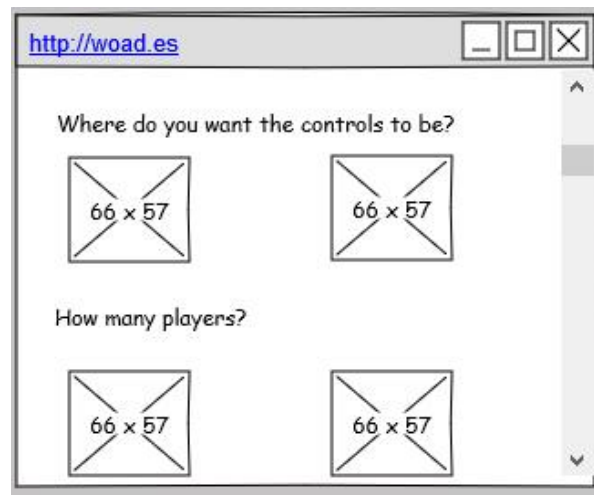 http://woad.es
Where do you want the controls to be?
66 x 57 66 x 57
How many players?
66 x 57 66 x 57